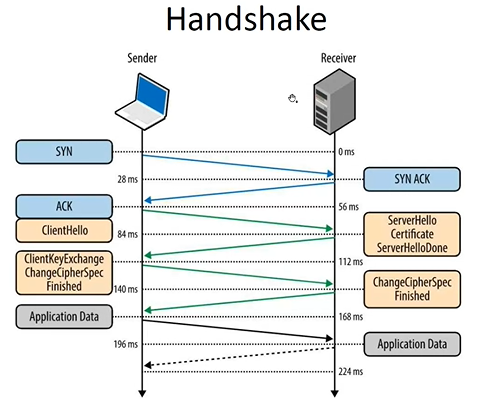 Handshake
Sender
Receiver
SYN
0 ms
28 ms
SYN ACK
ACK
56 ms
ClientHello
84 ms
ServerHello
Certificate
ServerHelloDone
ClientKeyExchange
ChangeCipherSpec
Finished
112 ms
140 ms
ChangeCipherSpec
Finished
Application Data
168 ms
196 ms
Application Data
224 ms